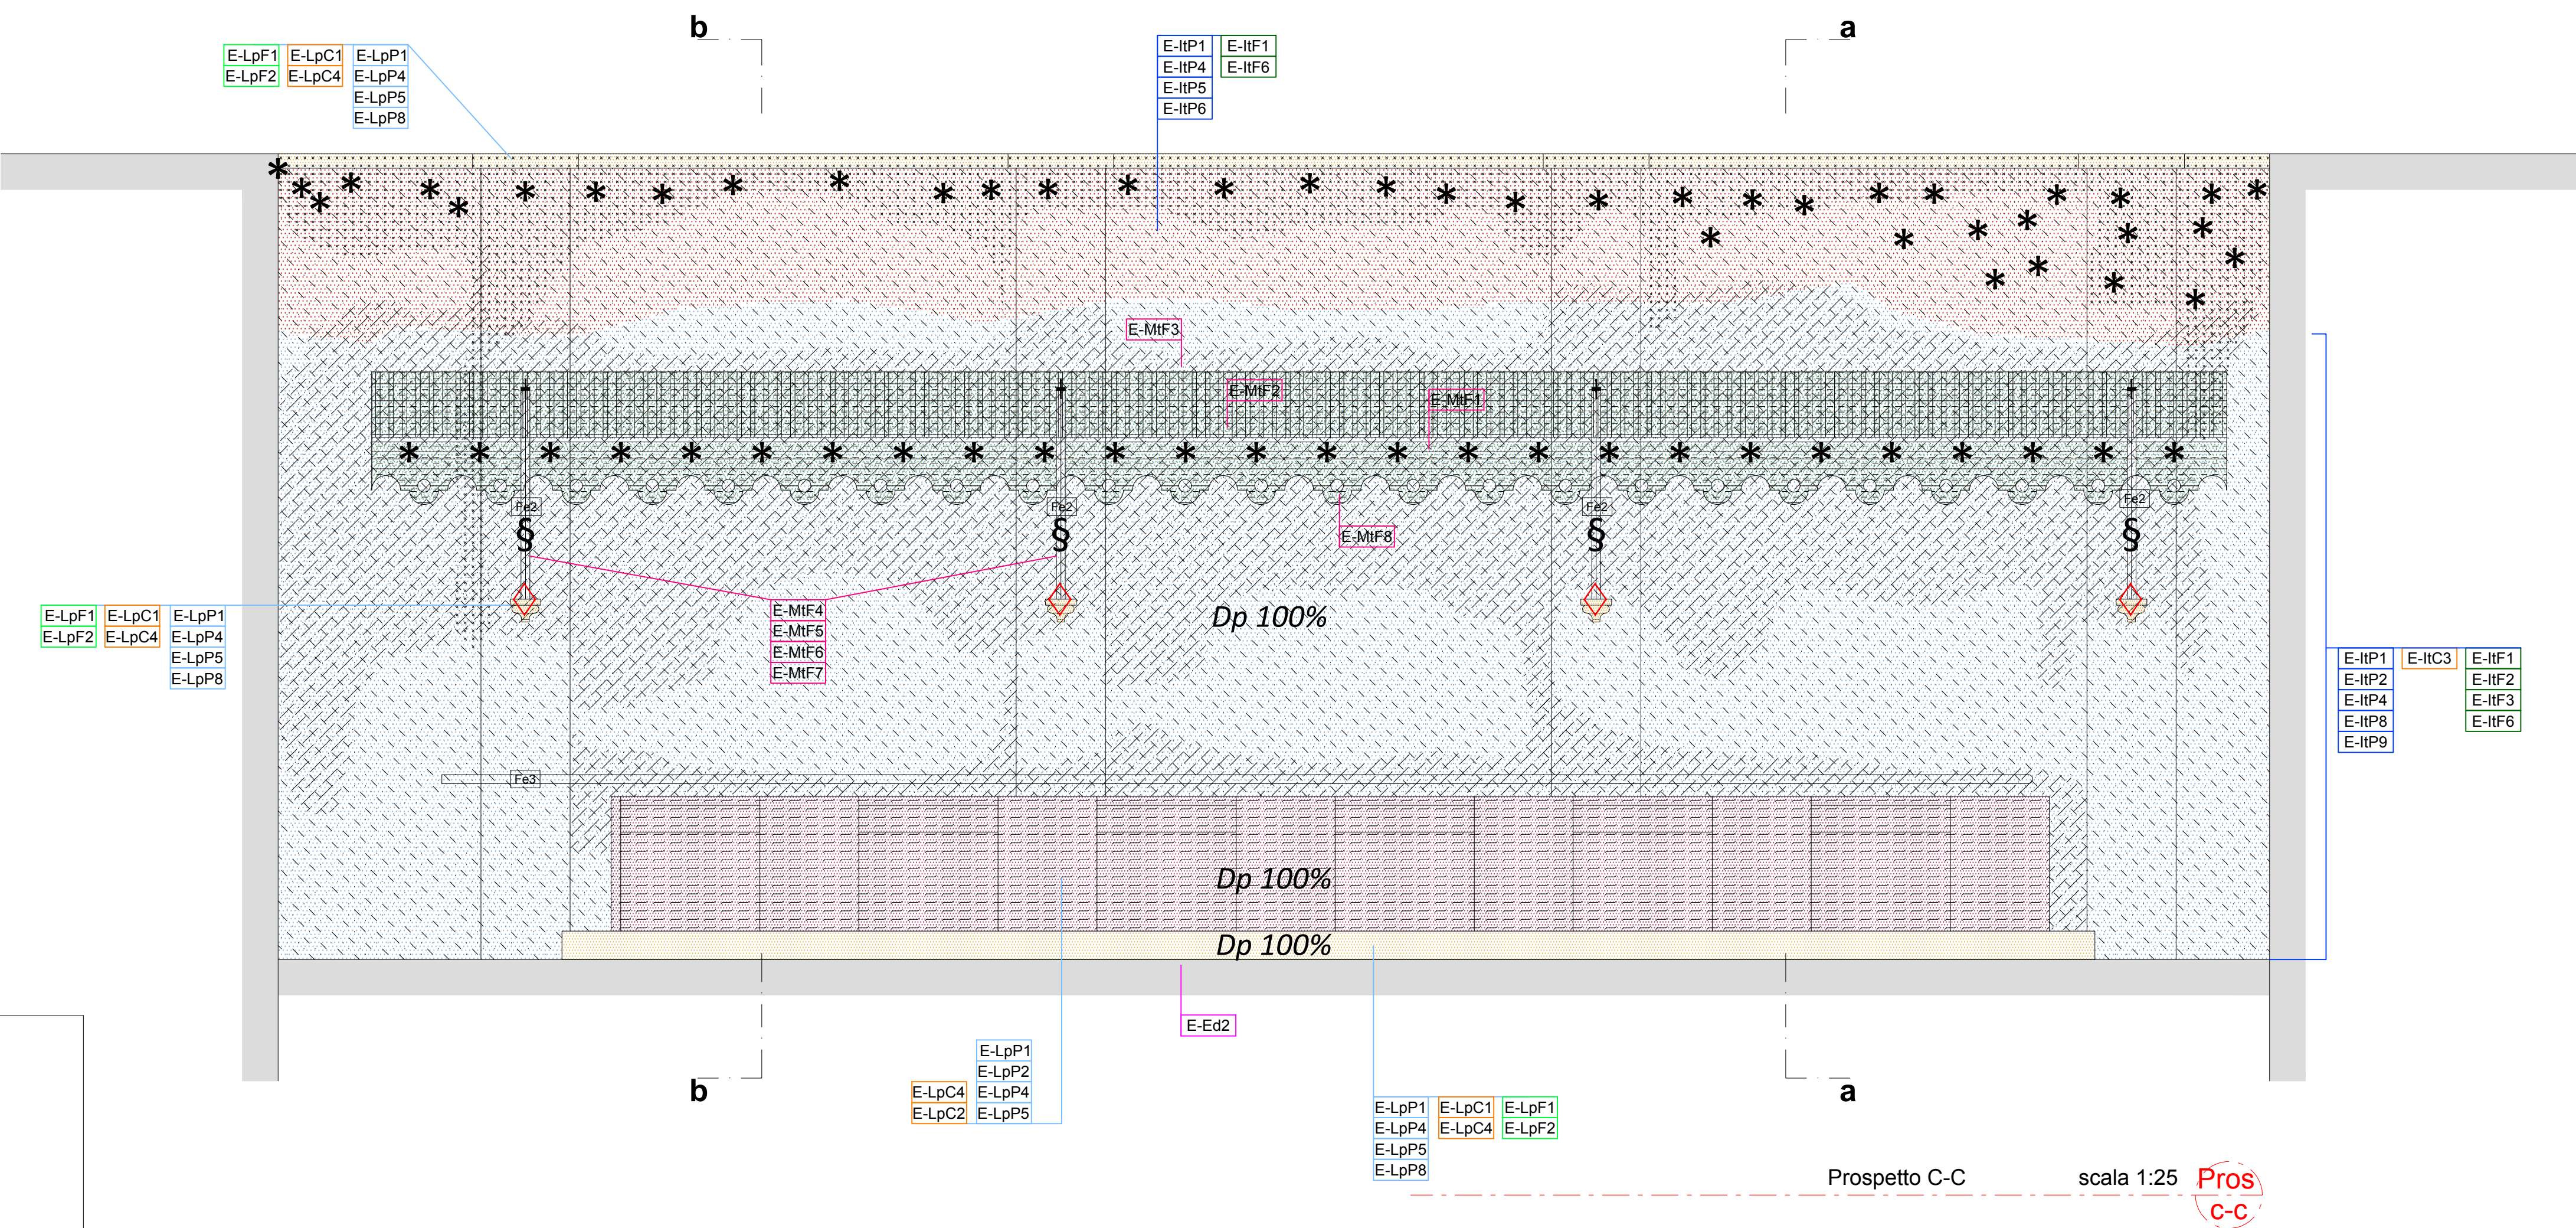 b
a
E-LpF1 E-LpC1 E-LpP1
E-LpF2 E-LpC4 E-LpP4
E-LpP5
E-LpP8
E-ItP1 E-ItF1
E-ItP4 E-ItF6
E-ItP5
E-ItP6
E-MtF3
E-MtF2
E-MtF1
Fe2 Fe2 Fe2 Fe2
§ § § §
E-MtF8
E-LpF1 E-LpC1 E-LpP1
E-LpF2 E-LpC4 E-LpP4
E-LpP5
E-LpP8
E-MtF4
E-MtF5
E-MtF6
E-MtF7
Dp 100%
E-ItP1 E-ItC3 E-ItF1
E-ItP2 E-ItF2
E-ItP4 E-ItF3
E-ItP8 E-ItF6
E-ItP9
Fe3
Dp 100%
Dp 100%
E-Ed2
E-LpP1
E-LpP2
E-LpC4 E-LpP4
E-LpC2 E-LpP5
b
a
E-LpP1 E-LpC1 E-LpF1
E-LpP4 E-LpC4 E-LpF2
E-LpP5
E-LpP8
Prospetto C-C scala 1:25 Pros
c-c